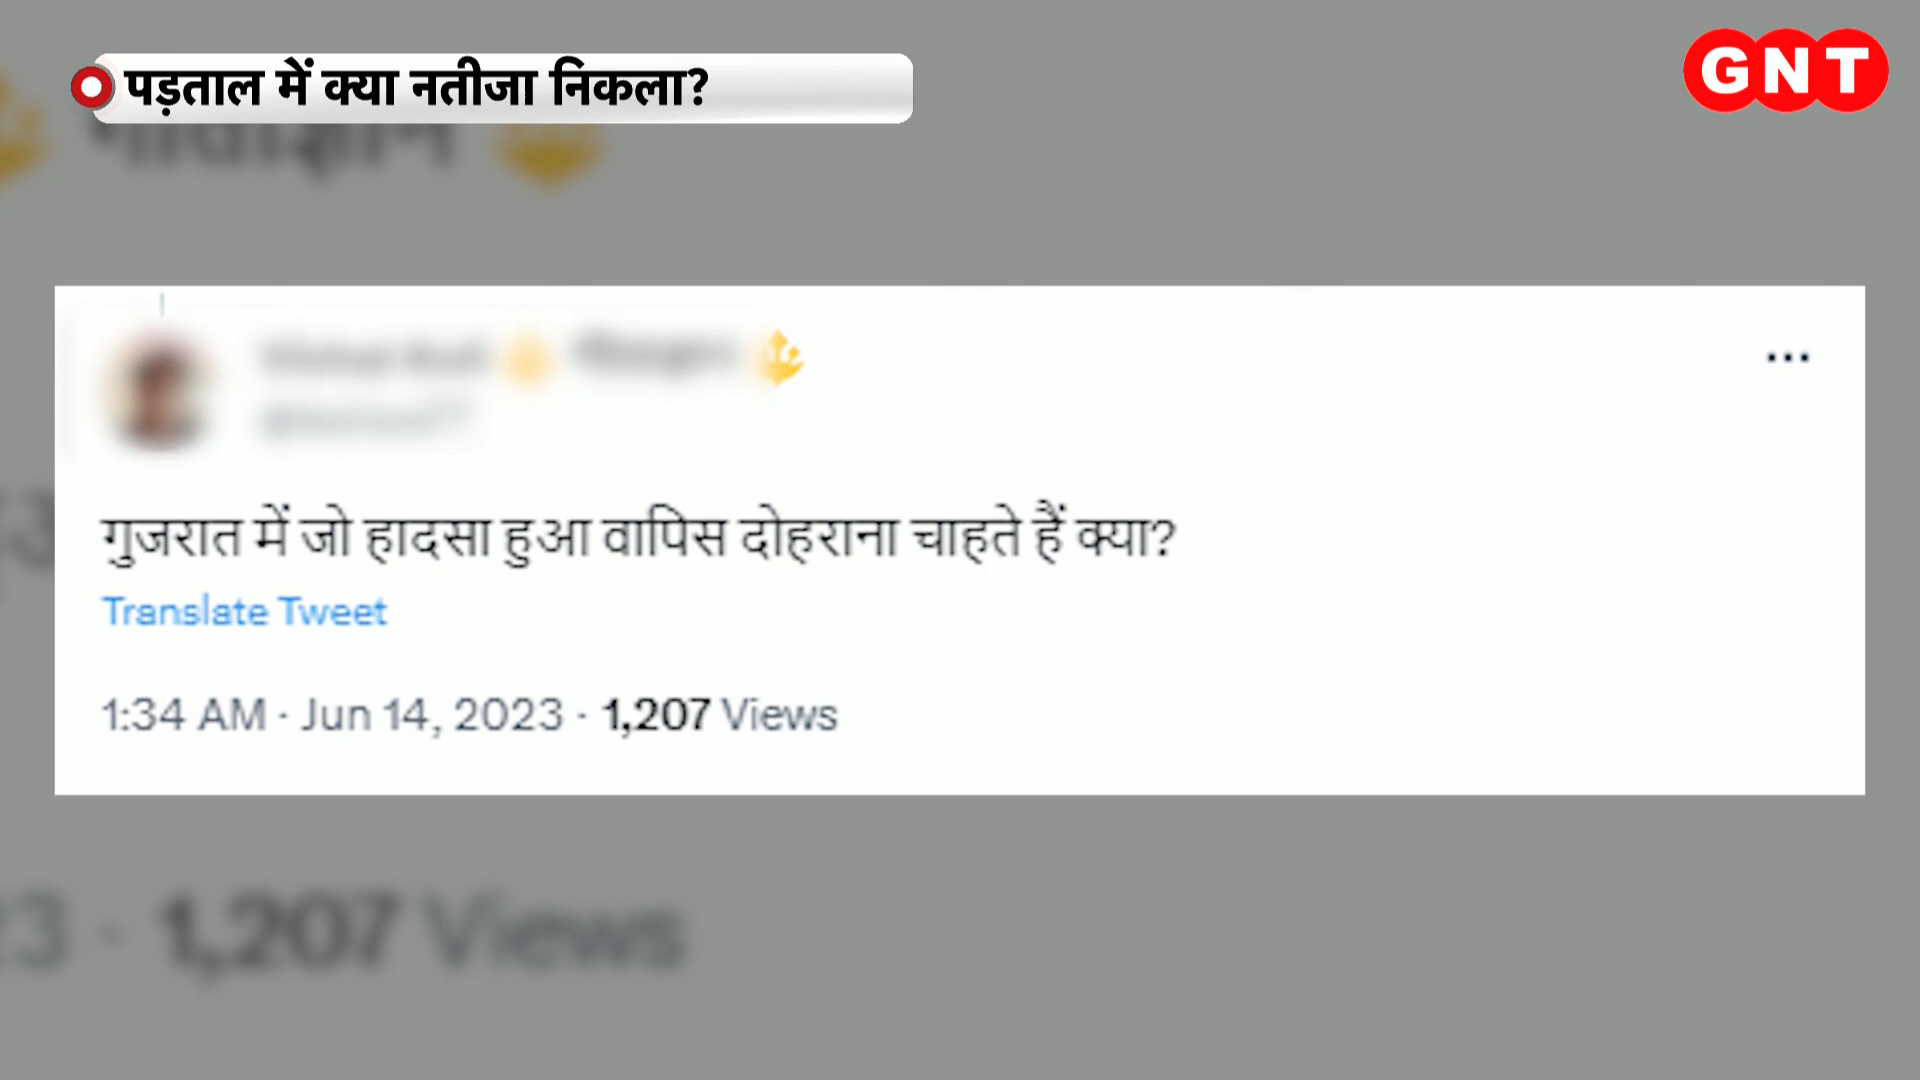 पड़ताल में क्या नतीजा निकला?
GNT
गुजरात में जो हादसा हुआ वापिस दोहराना चाहते हैं क्या?
Translate Tweet
1:34 AM · Jun 14, 2023 · 1,207 Views
23 · 1,207 Views